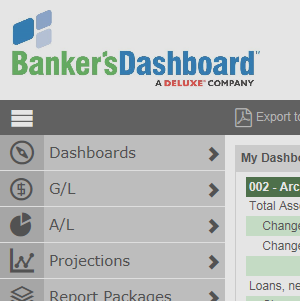 Banker'sDashboard™
A DELUXE® COMPANY
Export to
Dashboards
G/L
A/L
Projections
Report Packages
My Dashbo
002 - Arc
Total Asse
Change
Change
Loans, ne